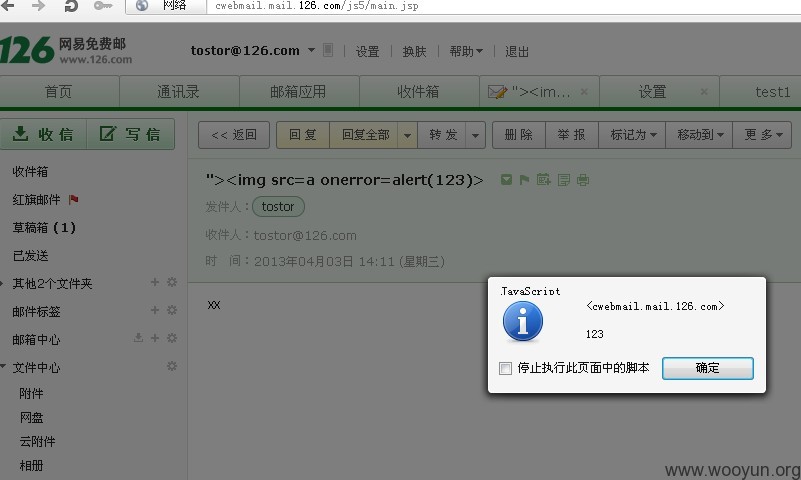 网络 cwebmail.mail.126.com/js5/main.jsp
126 网易免费邮
www.126.com
tostor@126.com 设置 换肤 帮助 退出
首页 通讯录 邮箱应用 收件箱 "><im... 设置 test1
收信 写信
<< 返回 回复 回复全部 转发 删除 举报 标记为 移动到 更多
收件箱
红旗邮件
草稿箱 (1)
已发送
其他2个文件夹
邮件标签
邮箱中心
文件中心
附件
网盘
云附件
相册
"><img src=a onerror=alert(123)>
发件人：tostor
收件人：tostor@126.com
时 间：2013年04月03日 14:11 (星期三)
xx
JavaScript
<cwebmail.mail.126.com>
123
停止执行此页面中的脚本 确定
www.wooyun.org